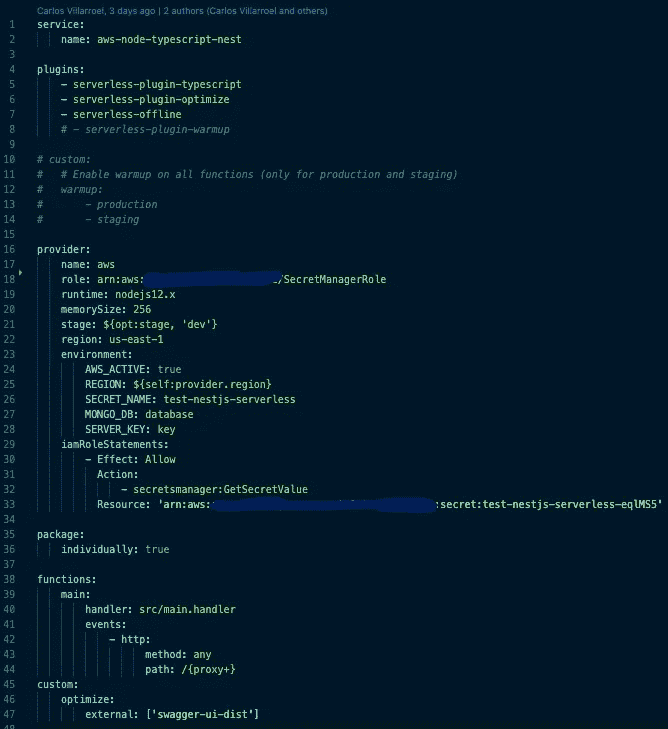 Carlos Villarroel, 3 days ago | 2 authors (Carlos Villarroel and others)
1 service:
2     name: aws-node-typescript-nest
3
4 plugins:
5     - serverless-plugin-typescript
6     - serverless-plugin-optimize
7     - serverless-offline
8     # - serverless-plugin-warmup
9
10 # custom:
11 #   # Enable warmup on all functions (only for production and staging)
12 #   warmup:
13 #       - production
14 #       - staging
15
16 provider:
17     name: aws
18     role: arn:aws: /SecretManagerRole
19     runtime: nodejs12.x
20     memorySize: 256
21     stage: ${opt:stage, 'dev'}
22     region: us-east-1
23     environment:
24         AWS_ACTIVE: true
25         REGION: ${self:provider.region}
26         SECRET_NAME: test-nestjs-serverless
27         MONGO_DB: database
28         SERVER_KEY: key
29     iamRoleStatements:
30         - Effect: Allow
31           Action:
32               - secretsmanager:GetSecretValue
33           Resource: 'arn:aws: :secret:test-nestjs-serverless-eqlMS5'
34
35 package:
36     individually: true
37
38 functions:
39     main:
40         handler: src/main.handler
41         events:
42             - http:
43                   method: any
44                   path: /{proxy+}
45 custom:
46     optimize:
47         external: ['swagger-ui-dist']
48